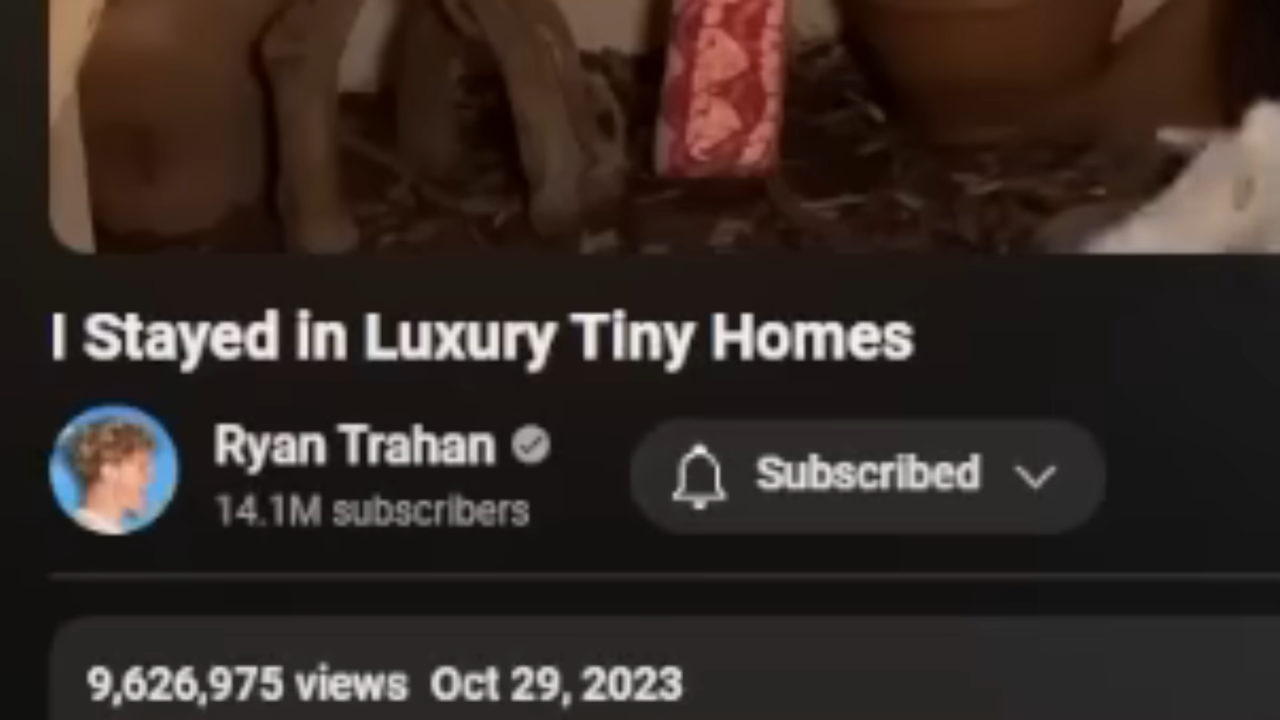 I Stayed in Luxury Tiny Homes
Ryan Trahan
14.1M subscribers
Subscribed
9,626,975 views Oct 29, 2023